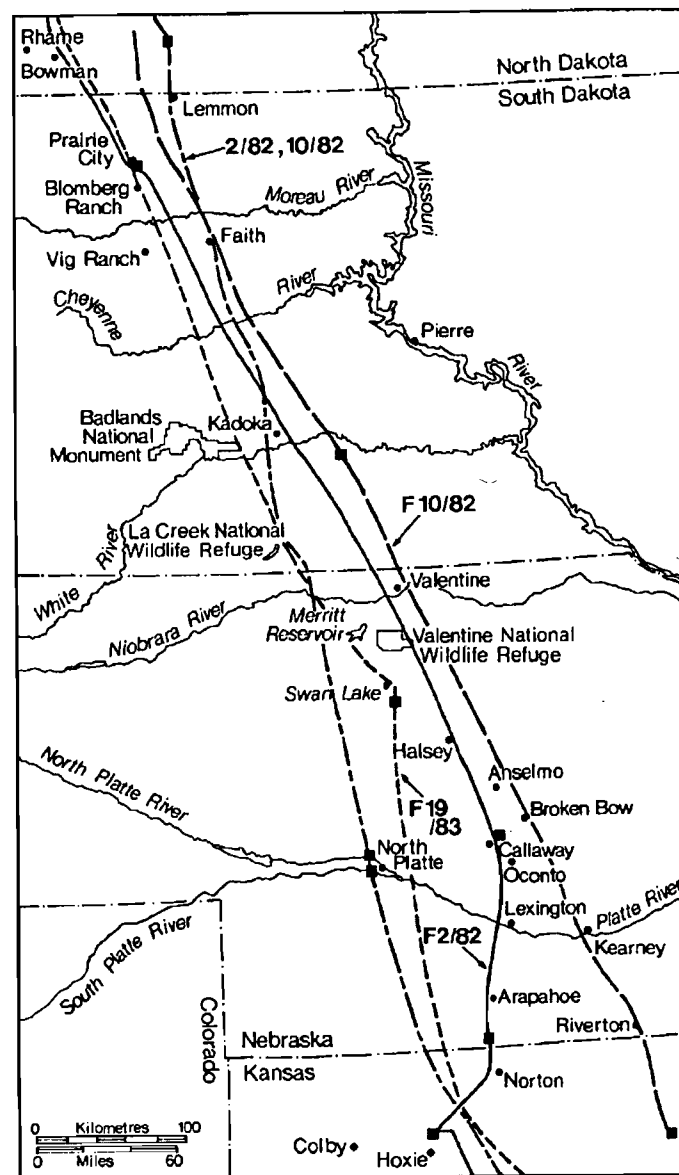 Rhame
Bowman
North Dakota
South Dakota
Lemmon
Prairie
City
2/82, 10/82
Blomberg
Ranch
Moreau River
Missouri
Vig Ranch
Faith
River
Cheyenne
Pierre
River
Badlands
National
Monument
Kadoka
F 10/82
La Creek National
Wildlife Refuge
White River
Valentine
Niobrara River
Merritt
Reservoir
Valentine National
Wildlife Refuge
Swan Lake
Halsey
Anselmo
North Platte River
F 19
/83
Broken Bow
North
Platte
Callaway
Oconto
Lexington
Platte River
Kearney
South Platte River
F2/82
Colorado
Arapahoe
Riverton
Nebraska
Kansas
Norton
0 Kilometres 100
0 Miles 60
Colby
Hoxie